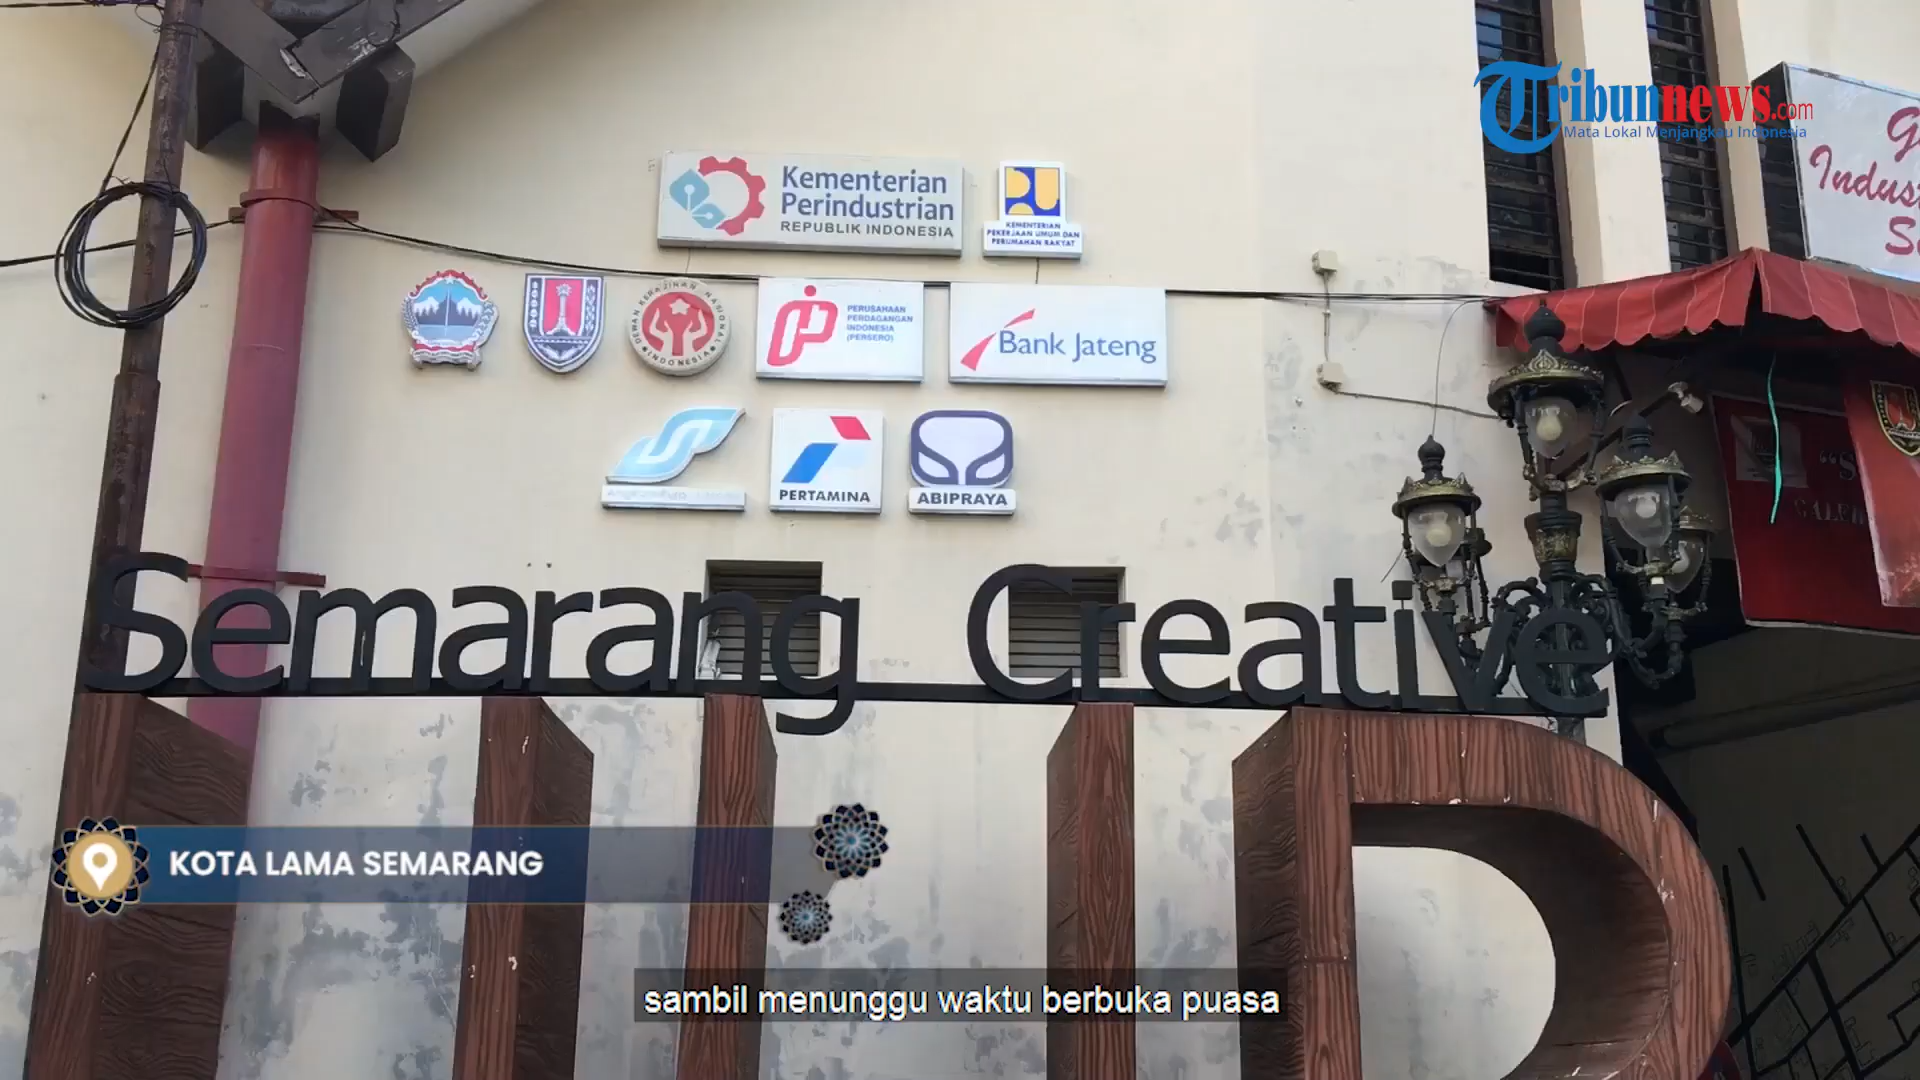 Tribunnews.com
Mata Lokal Menjangkau Indonesia
Kementerian
Perindustrian
REPUBLIK INDONESIA
KEMENTERIAN
PEKERJAAN UMUM DAN
PERUMAHAN RAKYAT
DEWAN KERAJINAN NASIONAL
INDONESIA
PERUSAHAAN
PERDAGANGAN
INDONESIA
(PERSERO)
Bank Jateng
PERTAMINA
ABIPRAYA
Semarang Creative
KOTA LAMA SEMARANG
sambil menunggu waktu berbuka puasa